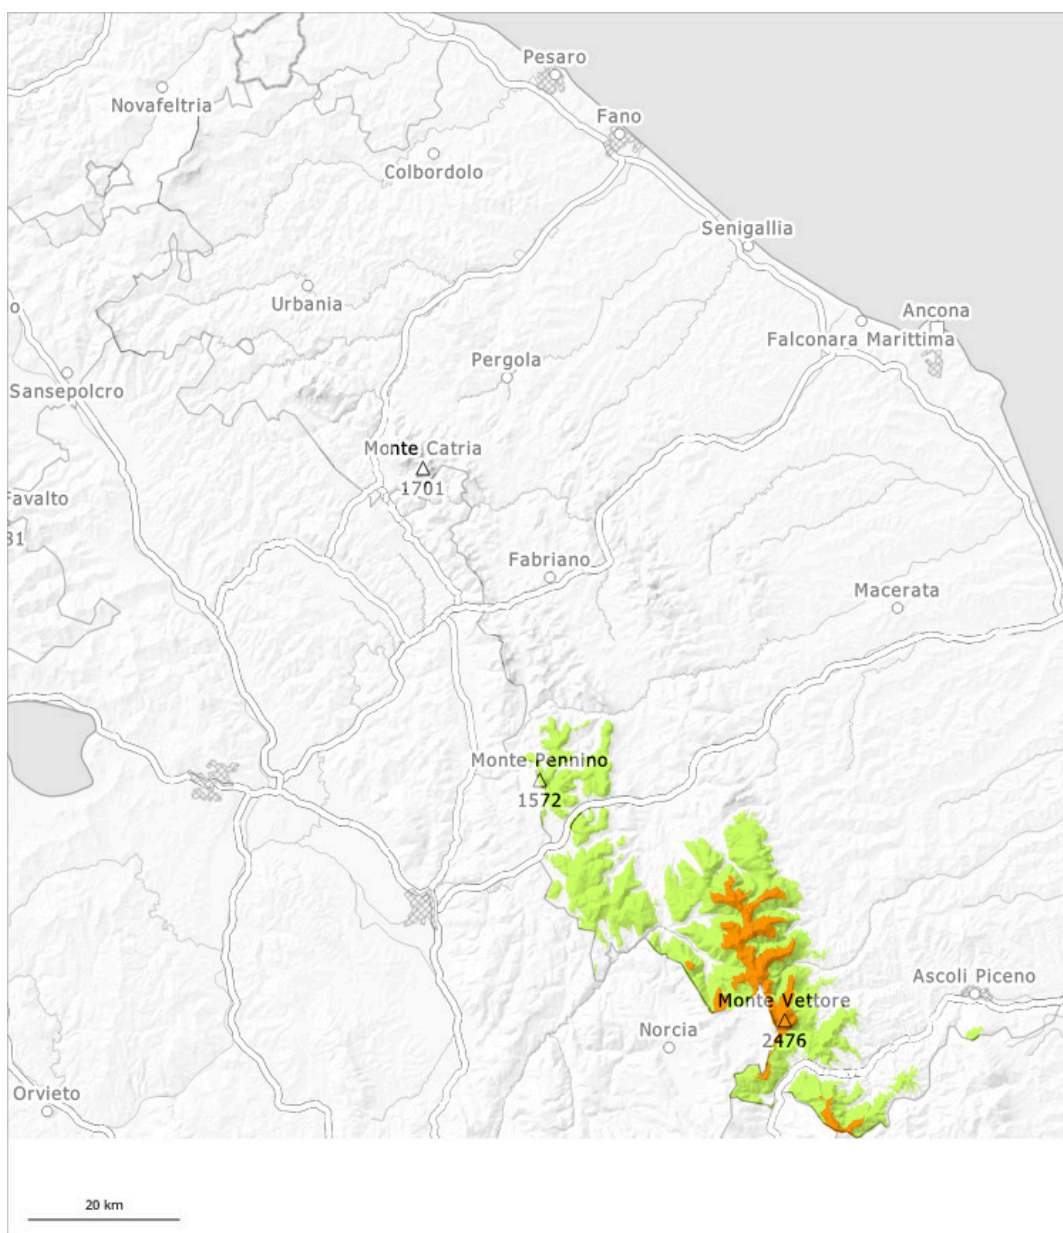 Pesaro
Novafeltria
Fano
Colbordolo
Senigallia
Urbania
Ancona
o
Falconara Marittima
Pergola
Sansepolcro
Monte Catria
1701
Favalto
31
Fabriano
Macerata
Monte Pennino
1572
Ascoli Piceno
Monte Vettore
Norcia
2476
Orvieto
20 km